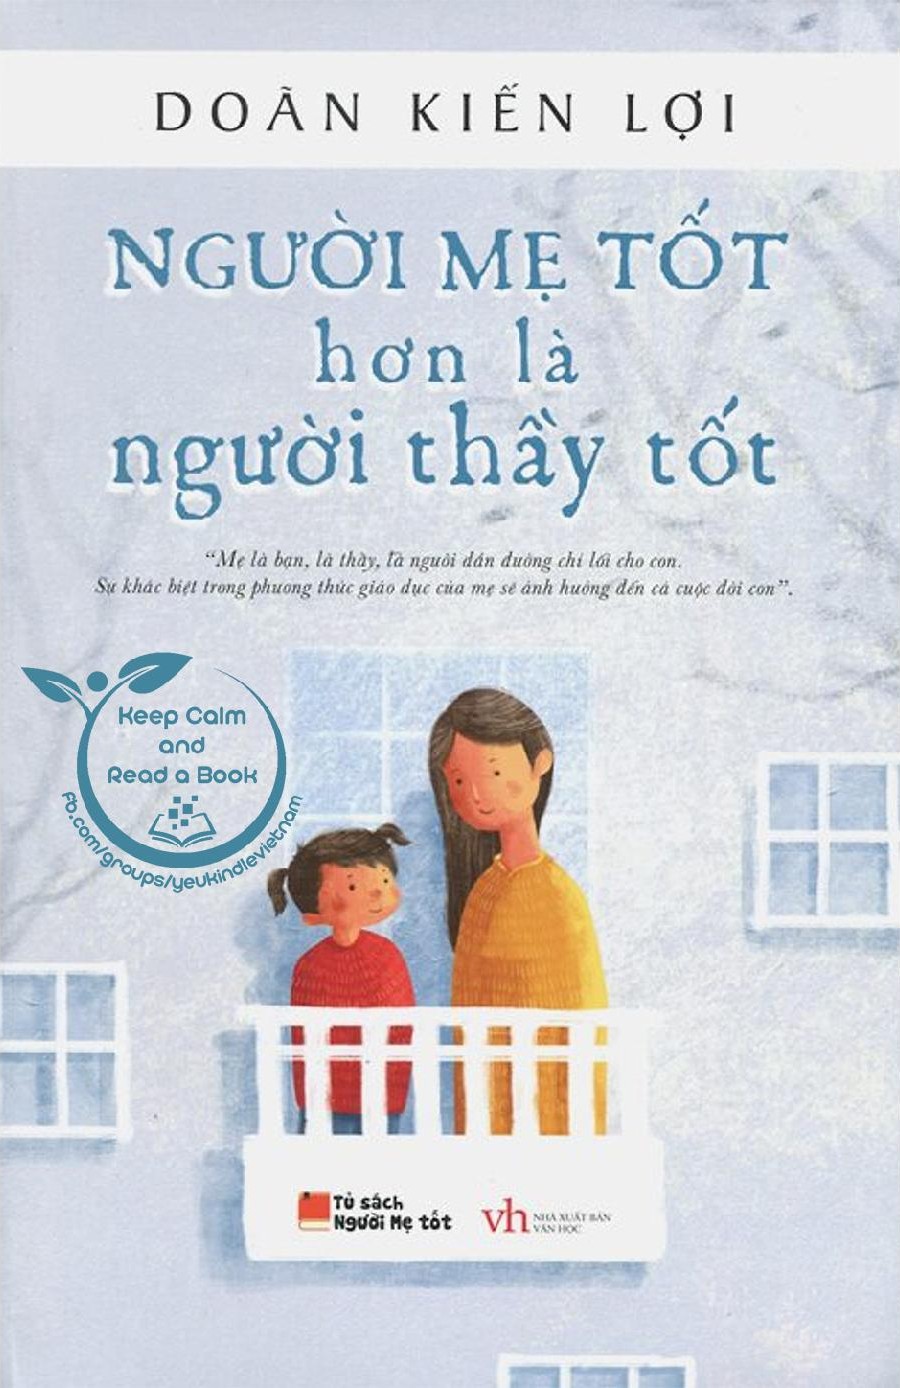 DOÃN KIẾN LỢI
NGƯỜI MẸ TỐT
hơn là
người thầy tốt
“Mẹ là bạn, là thầy, là người dẫn đường chỉ lối cho con.
Sự khác biệt trong phương thức giáo dục của mẹ sẽ ảnh hưởng đến cả cuộc đời con”.
Keep Calm
and
Read a Book
fb.com/groups/yeukindlevietnam
Tủ sách
Người Mẹ tốt
vh
NHÀ XUẤT BẢN
VĂN HỌC